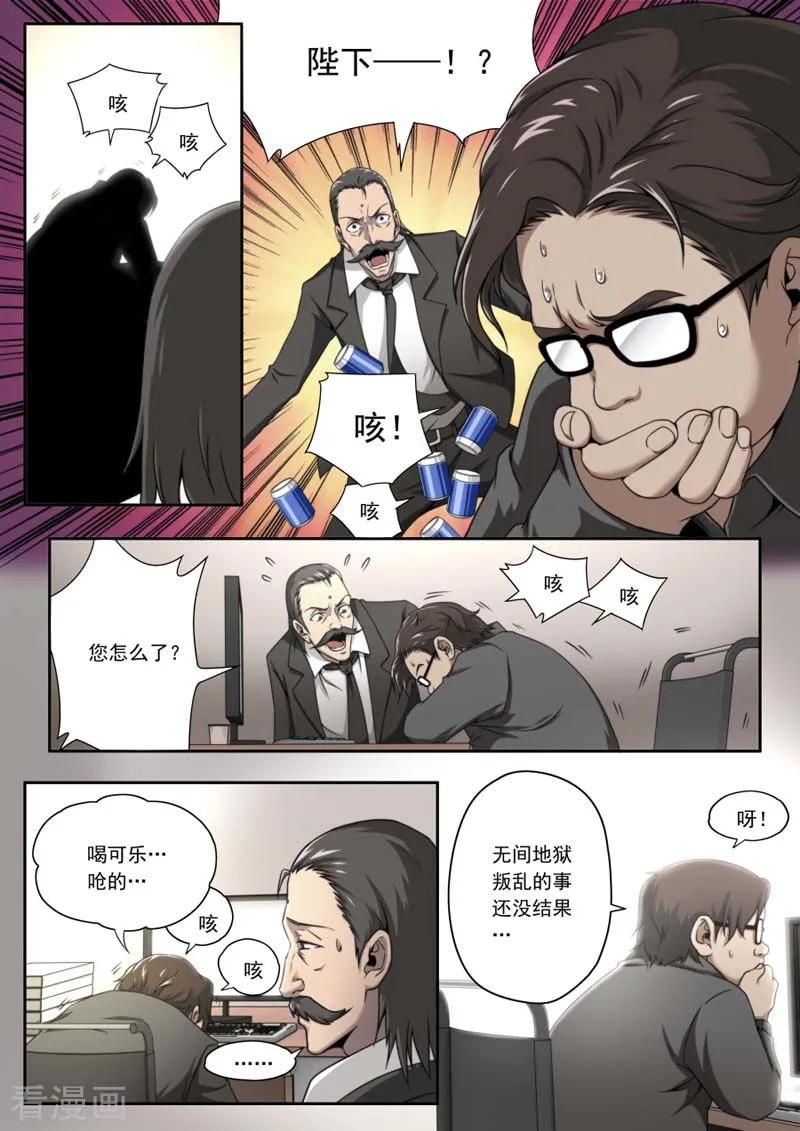 咳
咳
陛下——！？
咳！
咳
您怎么了？
咳
咳
喝可乐…
呛的…
咳
咳
……
无间地狱
叛乱的事
还没结果
…
呀！
看漫画